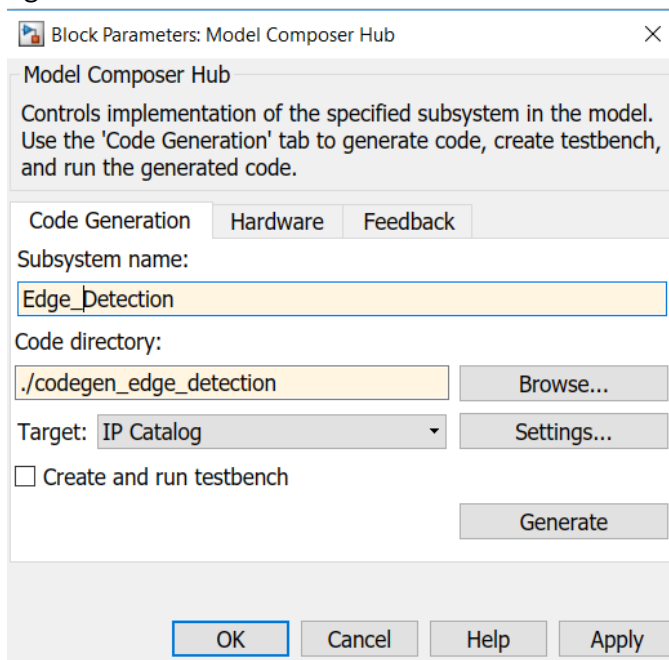 Block Parameters: Model Composer Hub
Model Composer Hub
Controls implementation of the specified subsystem in the model.
Use the 'Code Generation' tab to generate code, create testbench,
and run the generated code.
Code Generation Hardware Feedback
Subsystem name:
Edge_Detection
Code directory:
./codegen_edge_detection Browse...
Target: IP Catalog Settings...
Create and run testbench
Generate
OK Cancel Help Apply